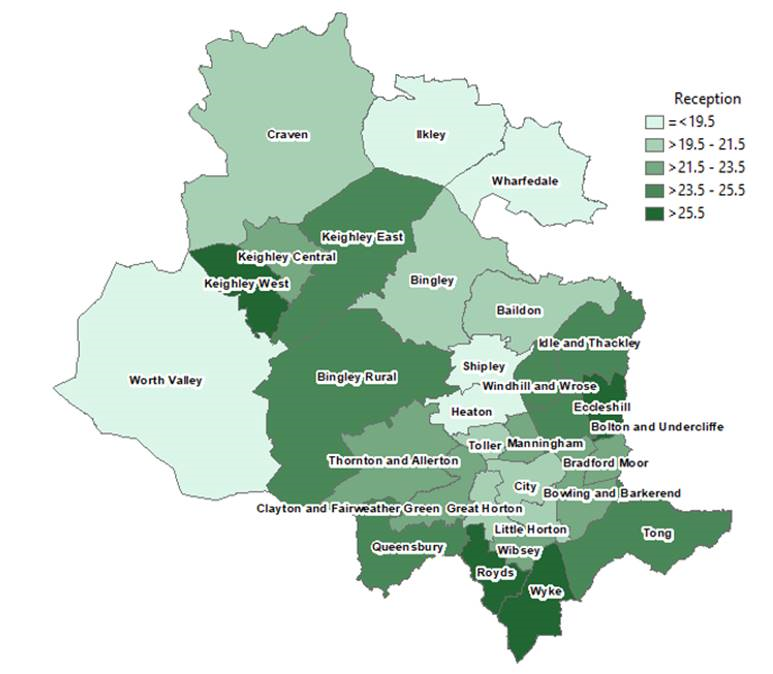 Reception
=<19.5
>19.5 - 21.5
>21.5 - 23.5
>23.5 - 25.5
>25.5
Craven
Ilkley
Wharfedale
Keighley East
Keighley Central
Keighley West
Bingley
Baildon
Idle and Thackley
Shipley
Worth Valley
Bingley Rural
Windhill and Wrose
Heaton
Eccleshill
Bolton and Undercliffe
Toller
Manningham
Thornton and Allerton
Bradford Moor
City
Bowling and Barkerend
Clayton and Fairweather Green
Great Horton
Little Horton
Tong
Queensbury
Wibsey
Royds
Wyke